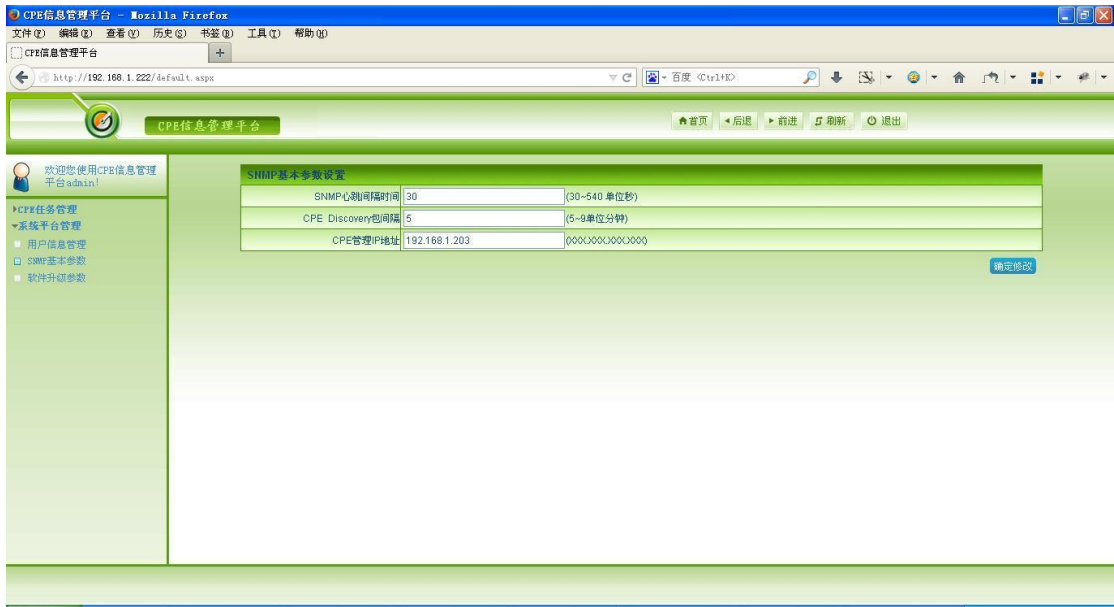 CPE信息管理平台 - Mozilla Firefox
文件(F) 编辑(E) 查看(V) 历史(S) 书签(B) 工具(T) 帮助(H)
CPE信息管理平台 +
http://192.168.1.222/default.aspx 百度 <Ctrl+K>
CPE信息管理平台 首页 后退 前进 刷新 退出
欢迎您使用CPE信息管理
平台admin!
CPE任务管理
系统平台管理
用户信息管理
SNMP基本参数
软件升级参数
SNMP基本参数设置
SNMP心跳间隔时间 30 (30~540 单位秒)
CPE Discovery包间隔 5 (5~9单位分钟)
CPE管理IP地址 192.168.1.203 (XXX.XXX.XXX.XXX)
确定修改